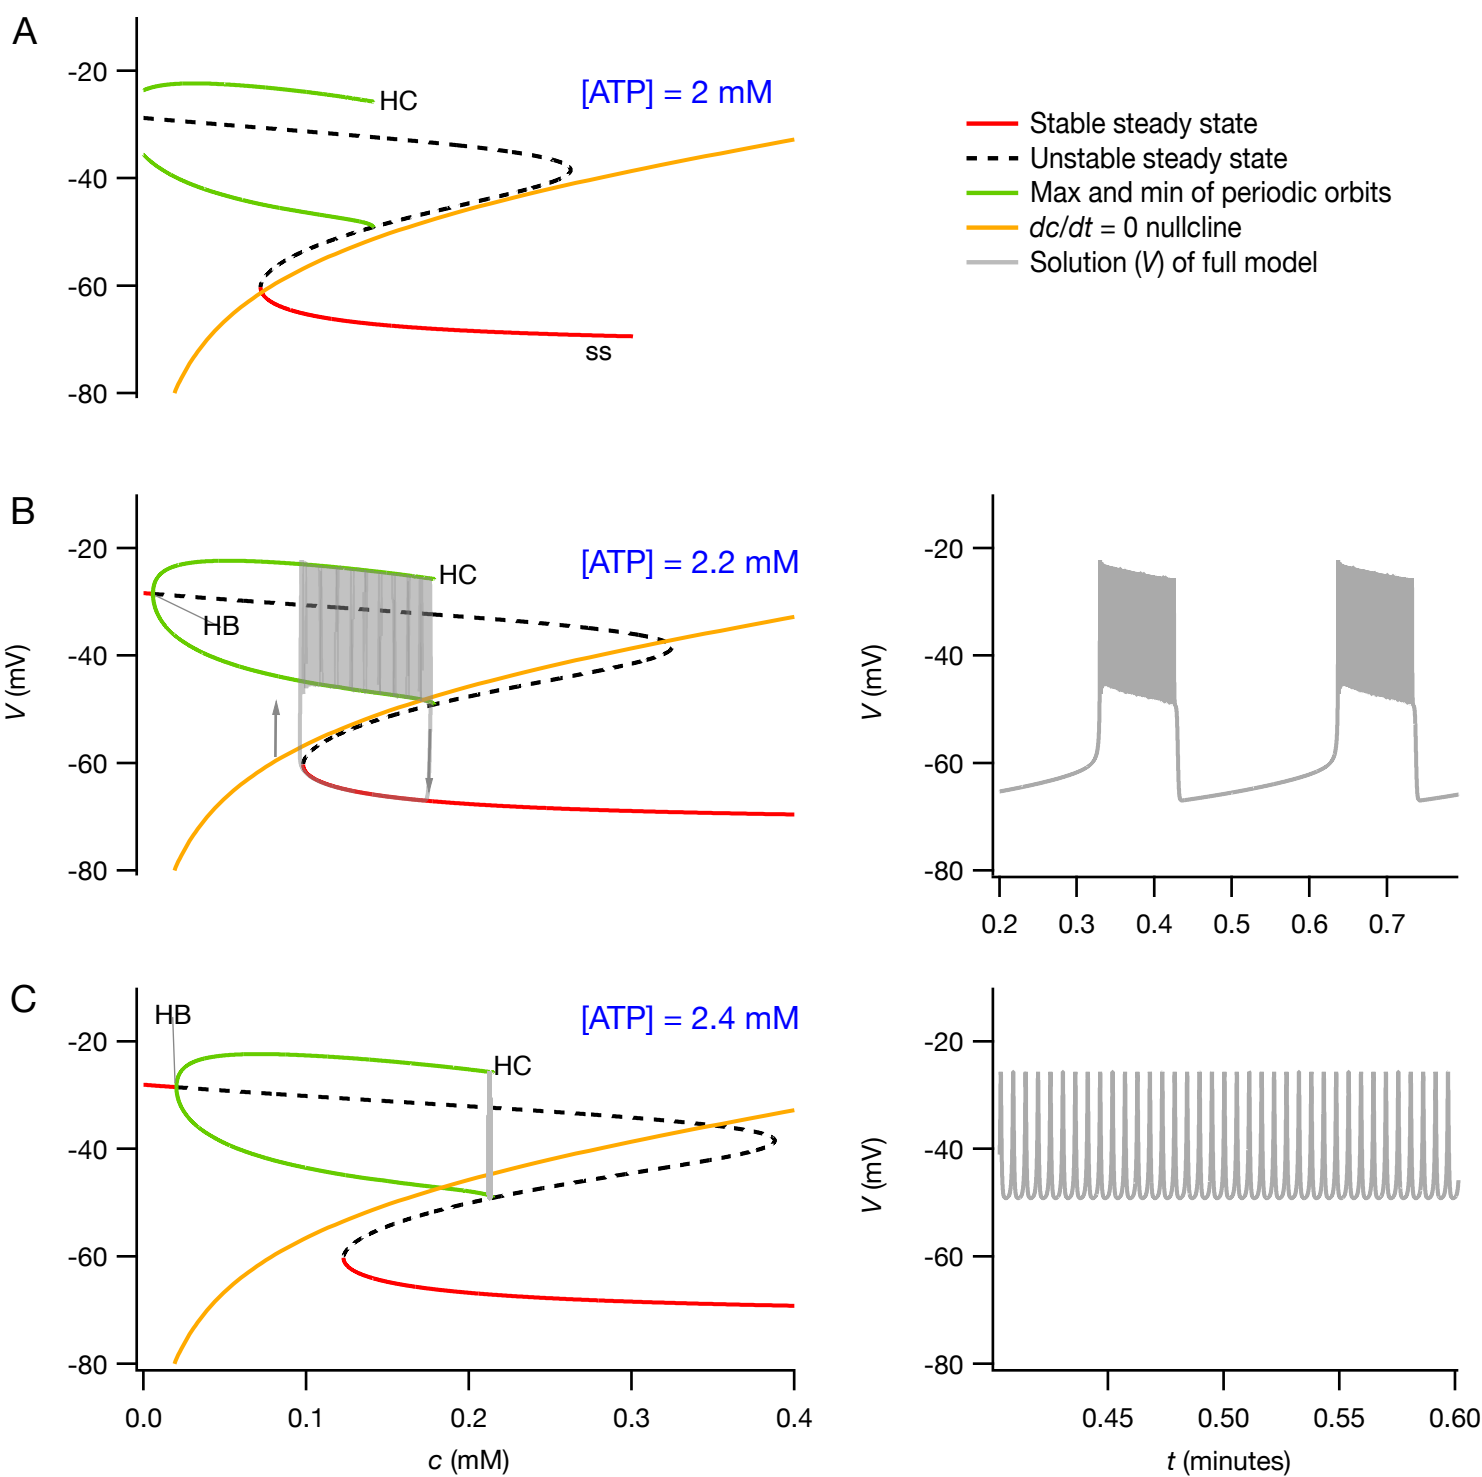 A
-20
-40
-60
-80
HC
[ATP] = 2 mM
ss
Stable steady state
Unstable steady state
Max and min of periodic orbits
dc/dt = 0 nullcline
Solution (V) of full model
B
V (mV)
-20
-40
-60
-80
HB
HC
[ATP] = 2.2 mM
V (mV)
-20
-40
-60
-80
0.2 0.3 0.4 0.5 0.6 0.7
C
-20
-40
-60
-80
HB
HC
[ATP] = 2.4 mM
0.0 0.1 0.2 0.3 0.4
c (mM)
V (mV)
-20
-40
-60
-80
0.45 0.50 0.55 0.60
t (minutes)